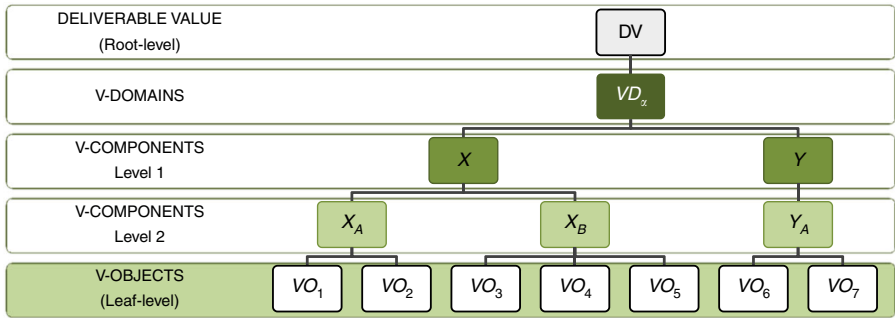 DELIVERABLE VALUE
(Root-level)
DV
V-DOMAINS
VDα
V-COMPONENTS
Level 1
X
Y
V-COMPONENTS
Level 2
XA
XB
YA
V-OBJECTS
(Leaf-level)
VO1
VO2
VO3
VO4
VO5
VO6
VO7